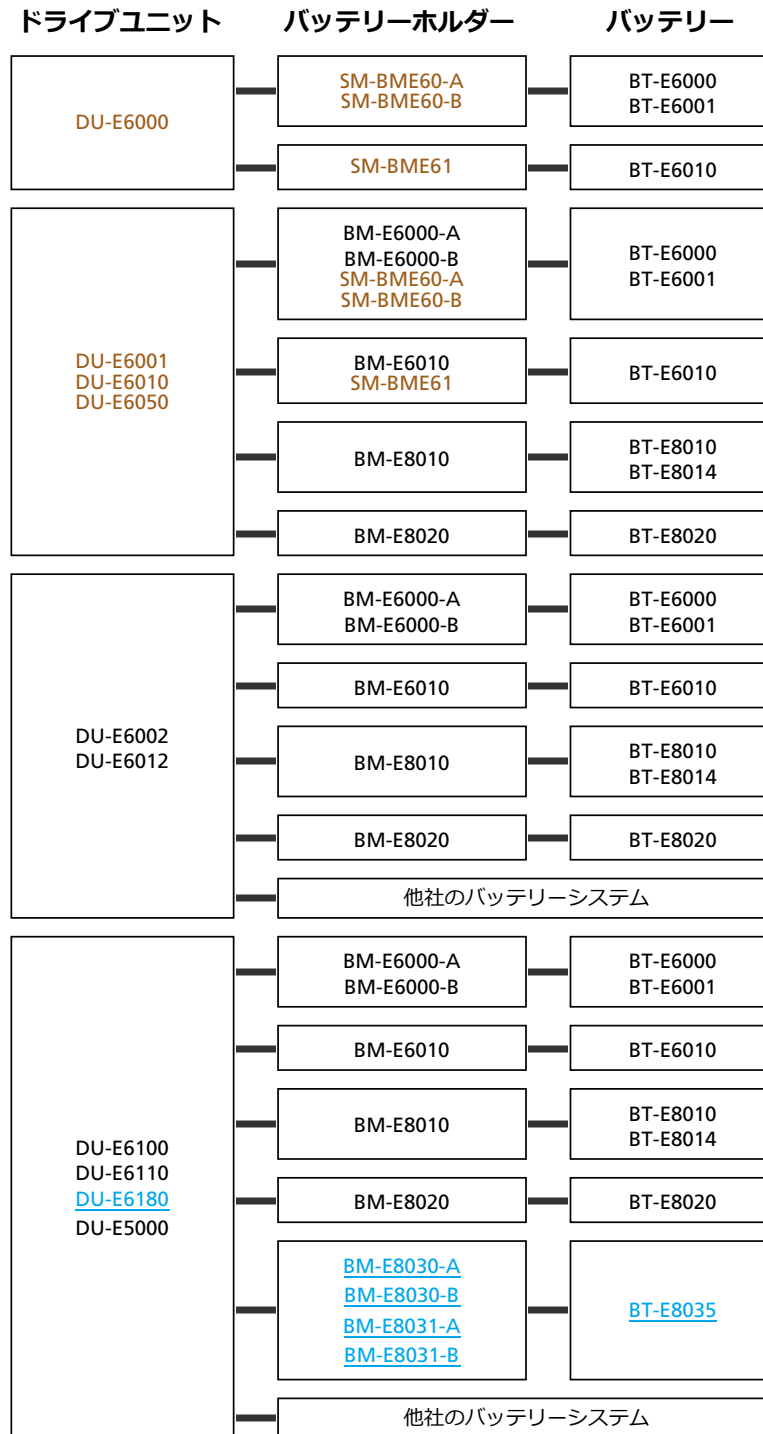 ドライブユニット バッテリーホルダー バッテリー
DU-E6000
SM-BME60-A
SM-BME60-B
BT-E6000
BT-E6001
SM-BME61
BT-E6010
DU-E6001
DU-E6010
DU-E6050
BM-E6000-A
BM-E6000-B
SM-BME60-A
SM-BME60-B
BT-E6000
BT-E6001
BM-E6010
SM-BME61
BT-E6010
BM-E8010
BT-E8010
BT-E8014
BM-E8020
BT-E8020
DU-E6002
DU-E6012
BM-E6000-A
BM-E6000-B
BT-E6000
BT-E6001
BM-E6010
BT-E6010
BM-E8010
BT-E8010
BT-E8014
BM-E8020
BT-E8020
他社のバッテリーシステム
DU-E6100
DU-E6110
DU-E6180
DU-E5000
BM-E6000-A
BM-E6000-B
BT-E6000
BT-E6001
BM-E6010
BT-E6010
BM-E8010
BT-E8010
BT-E8014
BM-E8020
BT-E8020
BM-E8030-A
BM-E8030-B
BM-E8031-A
BM-E8031-B
BT-E8035
他社のバッテリーシステム